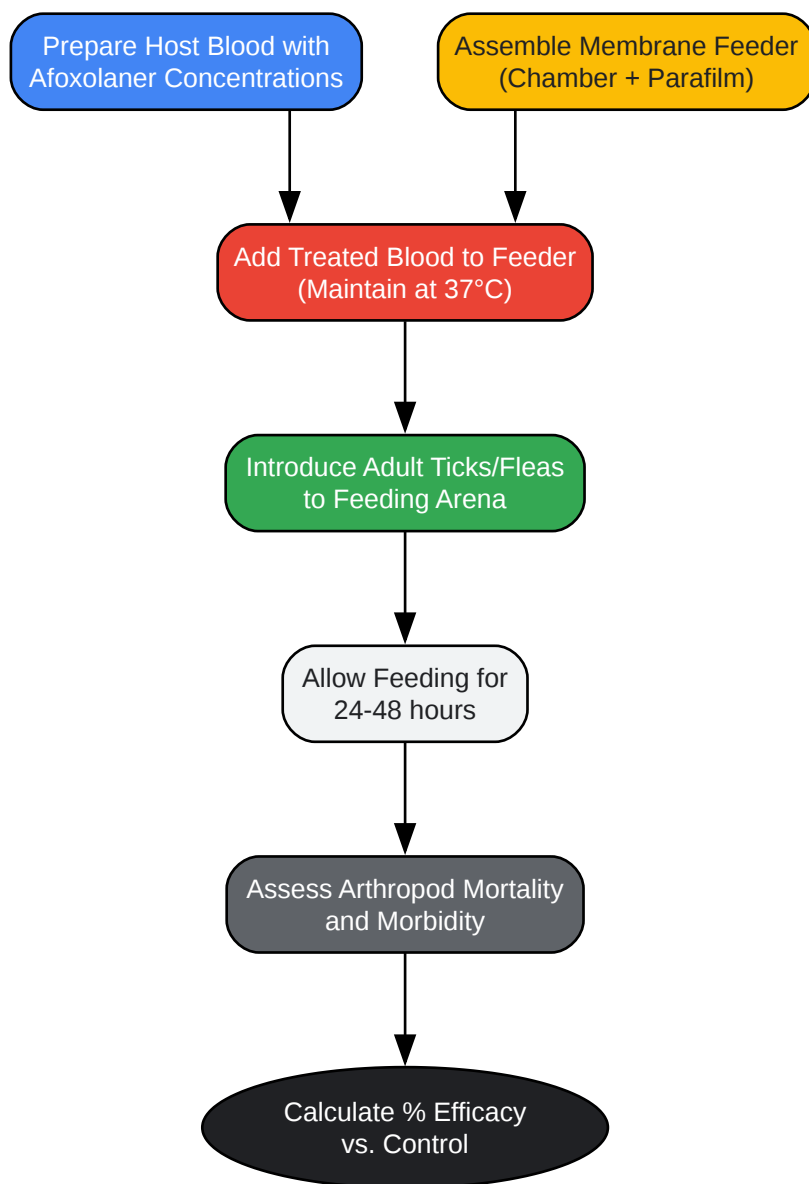 Prepare Host Blood with
Afoxolaner Concentrations
Assemble Membrane Feeder
(Chamber + Parafilm)
Add Treated Blood to Feeder
(Maintain at 37°C)
Introduce Adult Ticks/Fleas
to Feeding Arena
Allow Feeding for
24-48 hours
Assess Arthropod Mortality
and Morbidity
Calculate % Efficacy
vs. Control